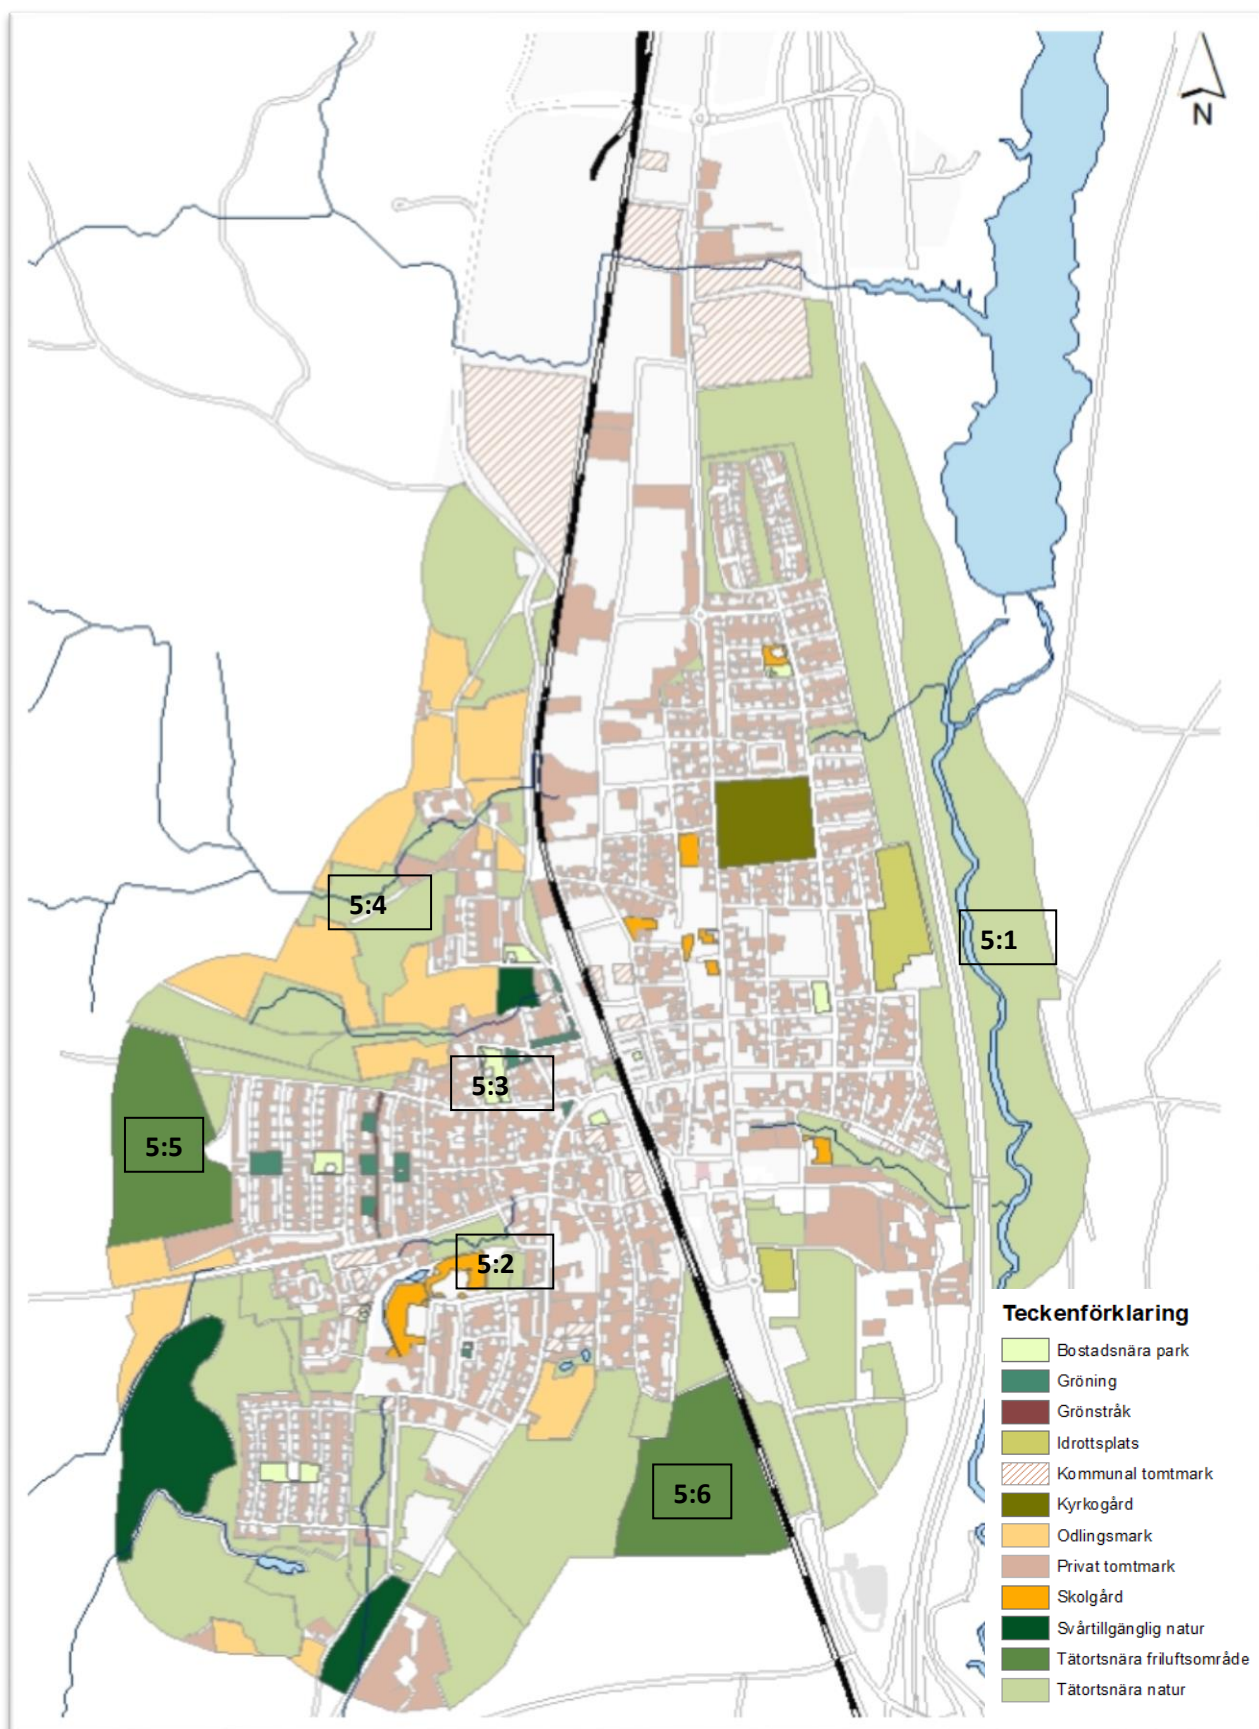 N
5:4
5:1
5:3
5:5
5:2
5:6
Teckenförklaring
Bostadsnära park
Gröning
Grönstråk
Idrottsplats
Kommunal tomtmark
Kyrkogård
Odlingsmark
Privat tomtmark
Skolgård
Svårtillgänglig natur
Tätortsnära friluftsområde
Tätortsnära natur